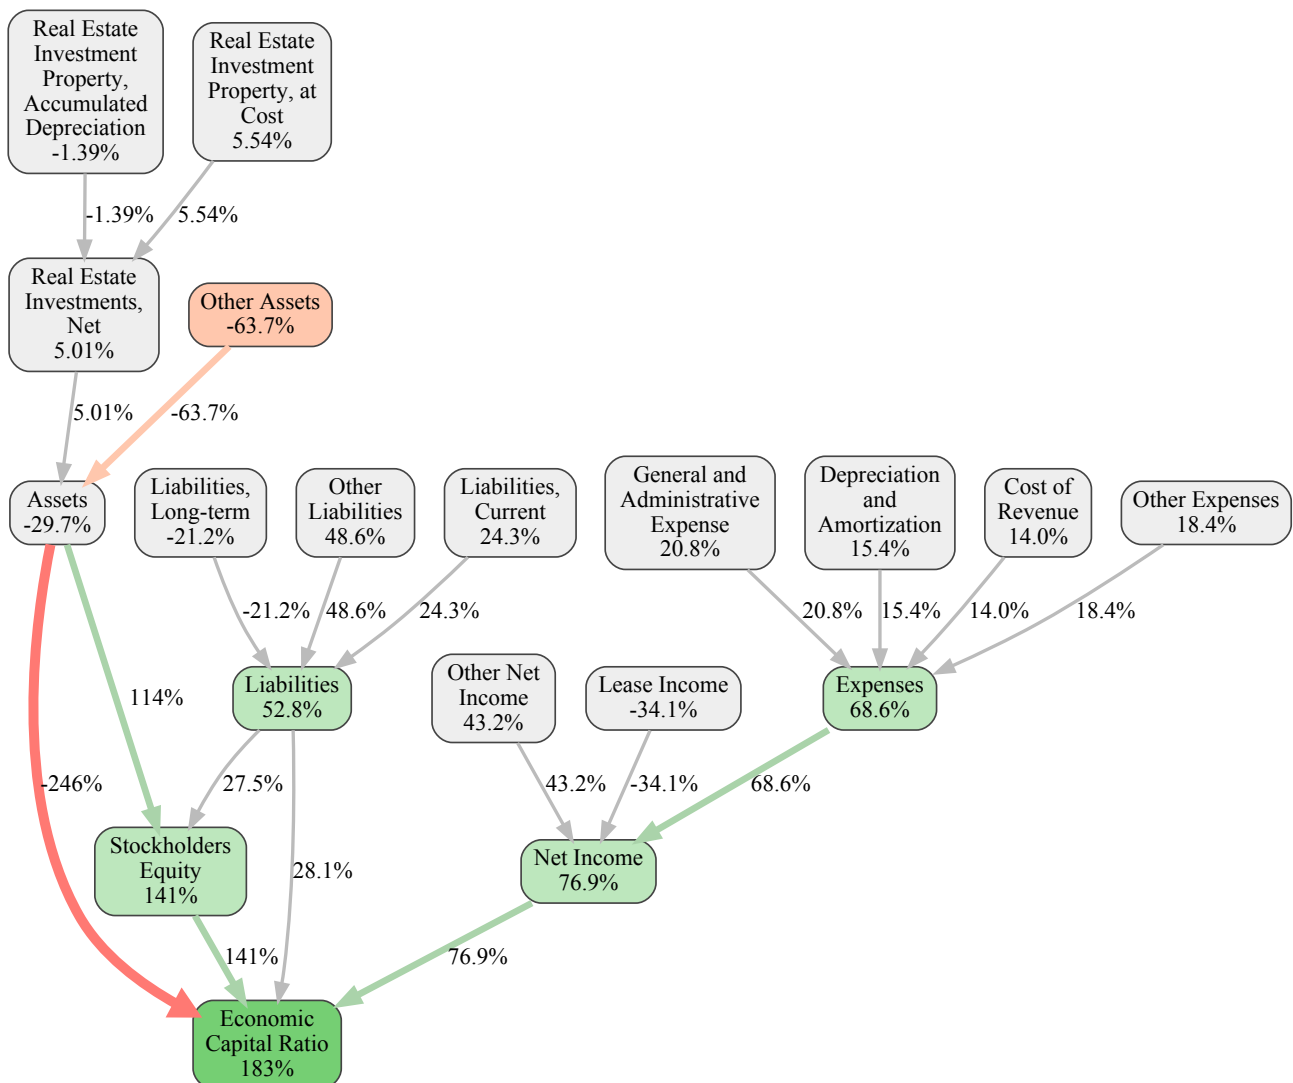 Real Estate
Investment
Property,
Accumulated
Depreciation
-1.39%
Real Estate
Investment
Property, at
Cost
5.54%
-1.39%
5.54%
Real Estate
Investments,
Net
5.01%
Other Assets
-63.7%
5.01%
-63.7%
Assets
-29.7%
Liabilities,
Long-term
-21.2%
Other
Liabilities
48.6%
Liabilities,
Current
24.3%
General and
Administrative
Expense
20.8%
Depreciation
and
Amortization
15.4%
Cost of
Revenue
14.0%
Other Expenses
18.4%
-21.2%
48.6%
24.3%
20.8%
15.4%
14.0%
18.4%
114%
Liabilities
52.8%
Other Net
Income
43.2%
Lease Income
-34.1%
Expenses
68.6%
-246%
27.5%
43.2%
-34.1%
68.6%
Stockholders
Equity
141%
28.1%
Net Income
76.9%
141%
76.9%
Economic
Capital Ratio
183%